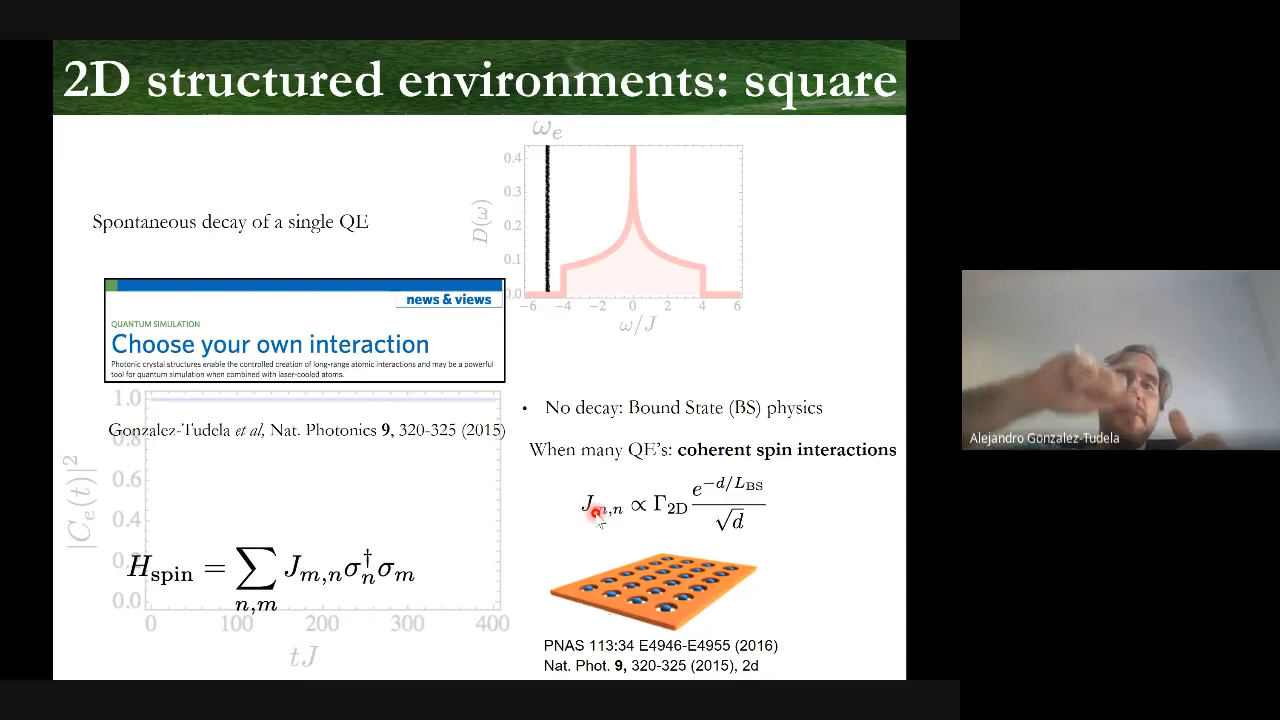 2D structured environments: square
ω_e
Spontaneous decay of a single QE
D(ω)
0.4
0.3
0.2
0.1
0.0
−6 −4 −2 0 2 4 6
ω/J
news & views
QUANTUM SIMULATION
Choose your own interaction
Photonic crystal structures enable the controlled creation of long-range atomic interactions and may be a powerful
tool for quantum simulation when combined with laser-cooled atoms.
Gonzalez-Tudela et al, Nat. Photonics 9, 320-325 (2015)
|C_e(t)|²
1.0
0.8
0.6
0.4
0.2
0.0
0 100 200 300 400
tJ
H_spin = ∑_{n,m} J_{m,n} σ_n^† σ_m
• No decay: Bound State (BS) physics
When many QE's: coherent spin interactions
J_{m,n} ∝ Γ_2D e^{−d/L_BS} / √d
PNAS 113:34 E4946-E4955 (2016)
Nat. Phot. 9, 320-325 (2015), 2d
Alejandro Gonzalez-Tudela